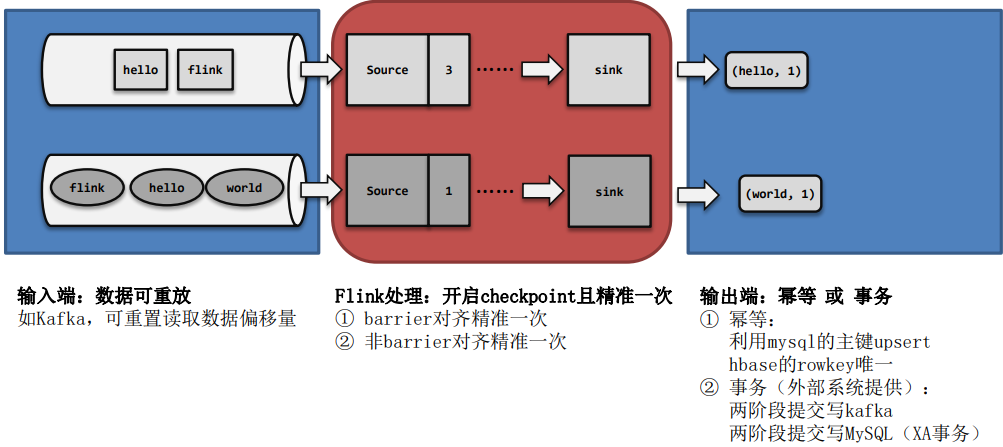 hello
flink
Source
3
......
sink
(hello, 1)
flink
hello
world
Source
1
......
sink
(world, 1)
输入端：数据可重放
如Kafka，可重置读取数据偏移量
Flink处理：开启checkpoint且精准一次
① barrier对齐精准一次
② 非barrier对齐精准一次
输出端：幂等 或 事务
① 幂等：
利用mysql的主键upsert
hbase的rowkey唯一
② 事务（外部系统提供）：
两阶段提交写kafka
两阶段提交写MySQL（XA事务）